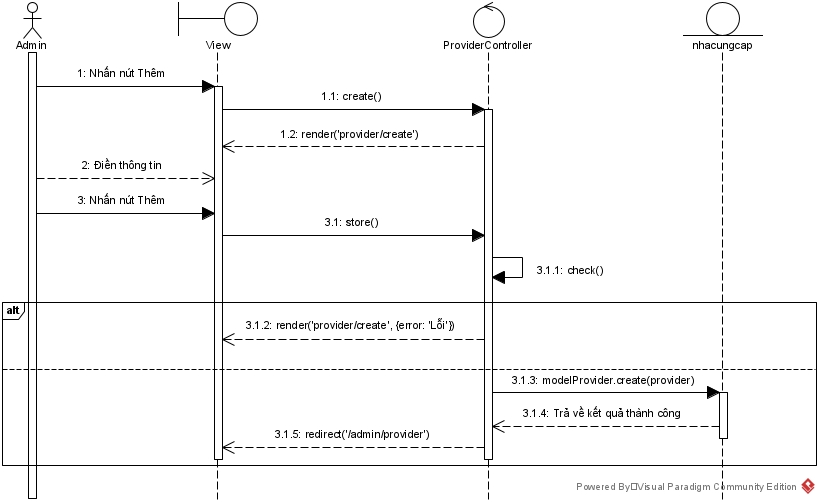 Admin
View
ProviderController
nhacungcap
1: Nhấn nút Thêm
1.1: create()
1.2: render('provider/create')
2: Điền thông tin
3: Nhấn nút Thêm
3.1: store()
3.1.1: check()
alt
3.1.2: render('provider/create', {error: 'Lỗi'})
3.1.3: modelProvider.create(provider)
3.1.4: Trả về kết quả thành công
3.1.5: redirect('/admin/provider')
Powered By Visual Paradigm Community Edition